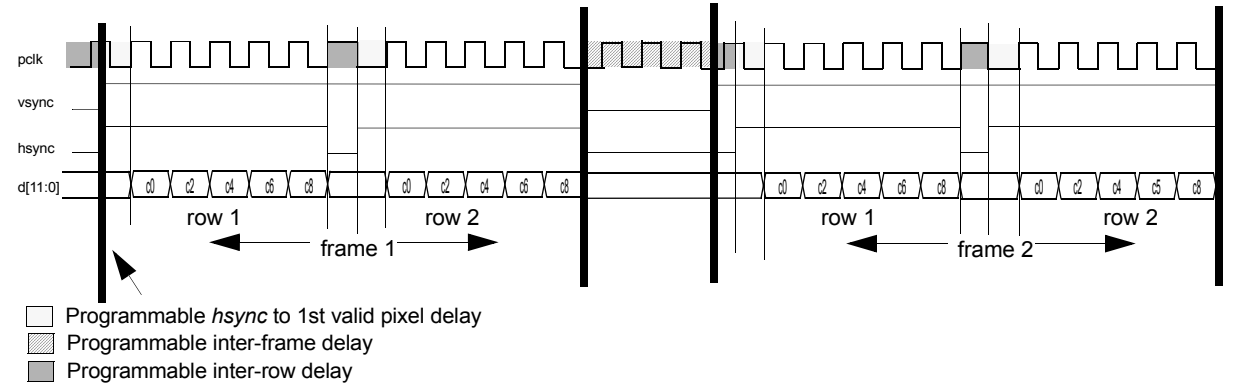 pclk
vsync
hsync
d[11:0] c0 c2 c4 c6 c8 c0 c2 c4 c6 c8 c0 c2 c4 c6 c8 c0 c2 c4 c5 c8
row 1 row 2 row 1 row 2
frame 1 frame 2
Programmable hsync to 1st valid pixel delay
Programmable inter-frame delay
Programmable inter-row delay